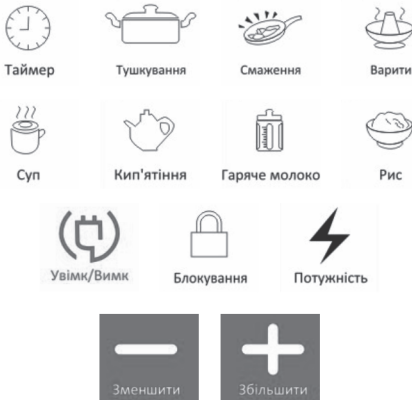 Таймер Тушкування Смаження Варити
Суп Кип'ятіння Гаряче молоко Рис
Увімк/Вимк Блокування Потужність
Зменшити Збільшити